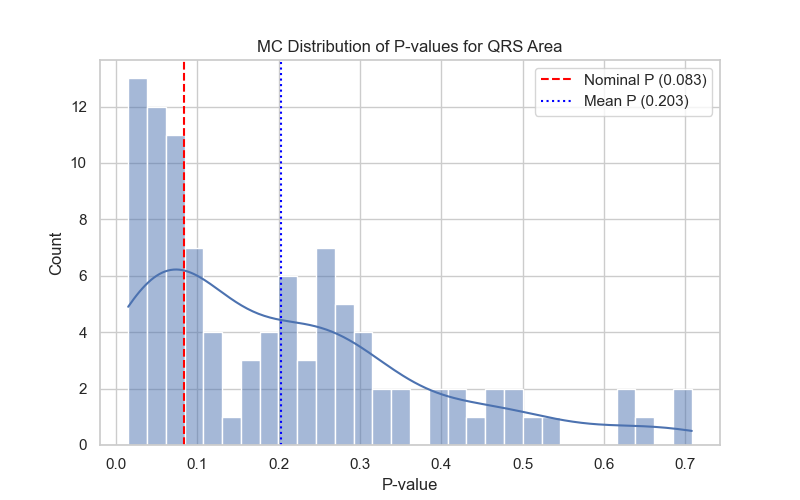 MC Distribution of P-values for QRS Area
Nominal P (0.083)
Mean P (0.203)
Count
12
10
8
6
4
2
0
0.0 0.1 0.2 0.3 0.4 0.5 0.6 0.7
P-value